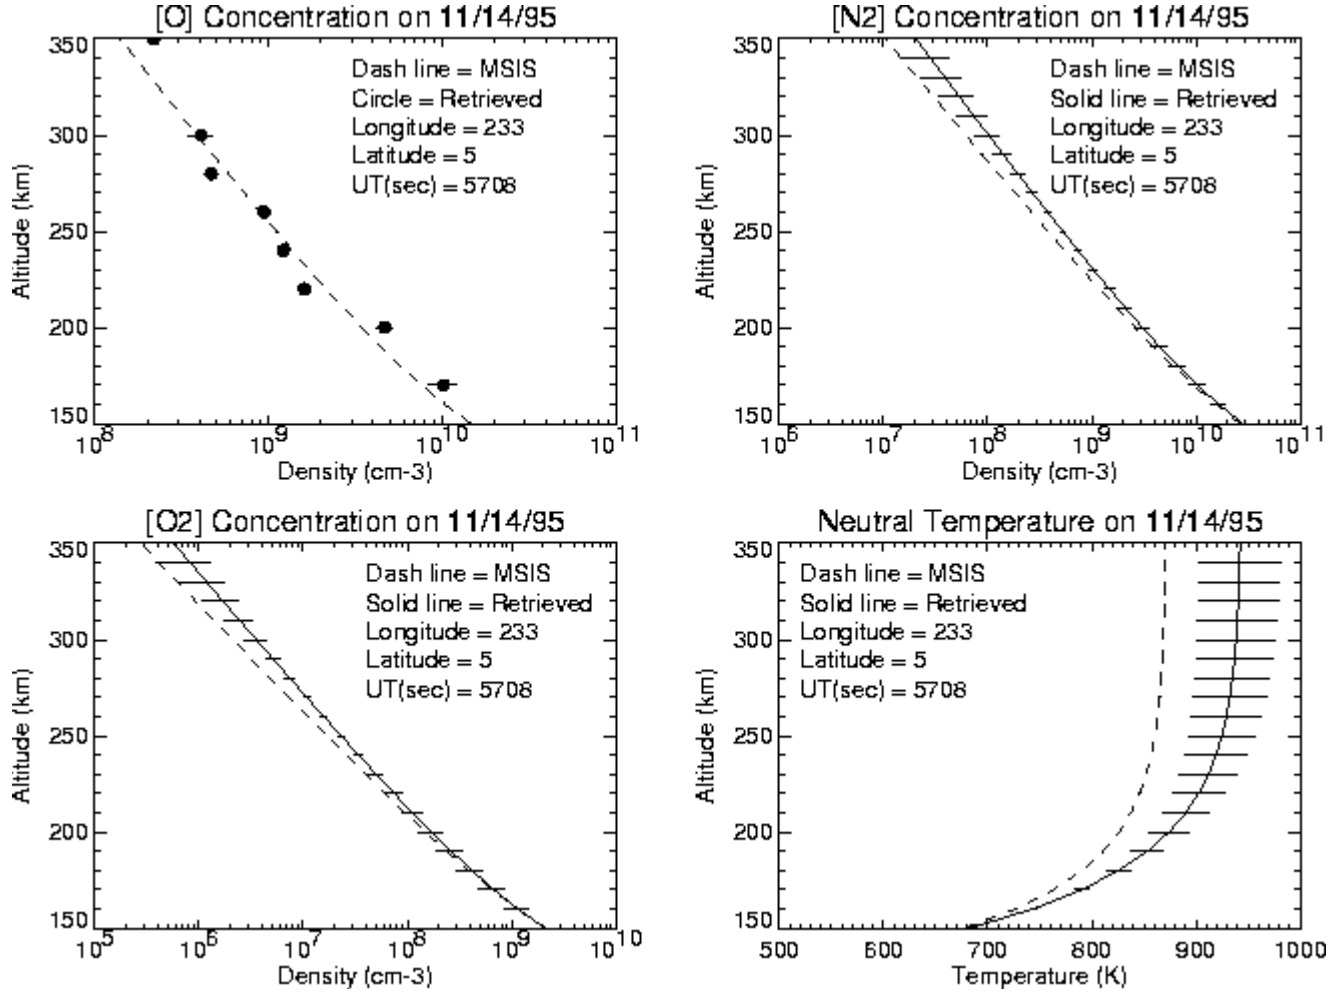 [O] Concentration on 11/14/95
350
300
250
200
150
Altitude (km)
Dash line = MSIS
Circle = Retrieved
Longitude = 233
Latitude = 5
UT(sec) = 5708
10^8 10^9 10^10 10^11
Density (cm-3)
[N2] Concentration on 11/14/95
350
300
250
200
150
Altitude (km)
Dash line = MSIS
Solid line = Retrieved
Longitude = 233
Latitude = 5
UT(sec) = 5708
10^6 10^7 10^8 10^9 10^10 10^11
Density (cm-3)
[O2] Concentration on 11/14/95
350
300
250
200
150
Altitude (km)
Dash line = MSIS
Solid line = Retrieved
Longitude = 233
Latitude = 5
UT(sec) = 5708
10^5 10^6 10^7 10^8 10^9 10^10
Density (cm-3)
Neutral Temperature on 11/14/95
350
300
250
200
150
Altitude (km)
Dash line = MSIS
Solid line = Retrieved
Longitude = 233
Latitude = 5
UT(sec) = 5708
500 600 700 800 900 1000
Temperature (K)